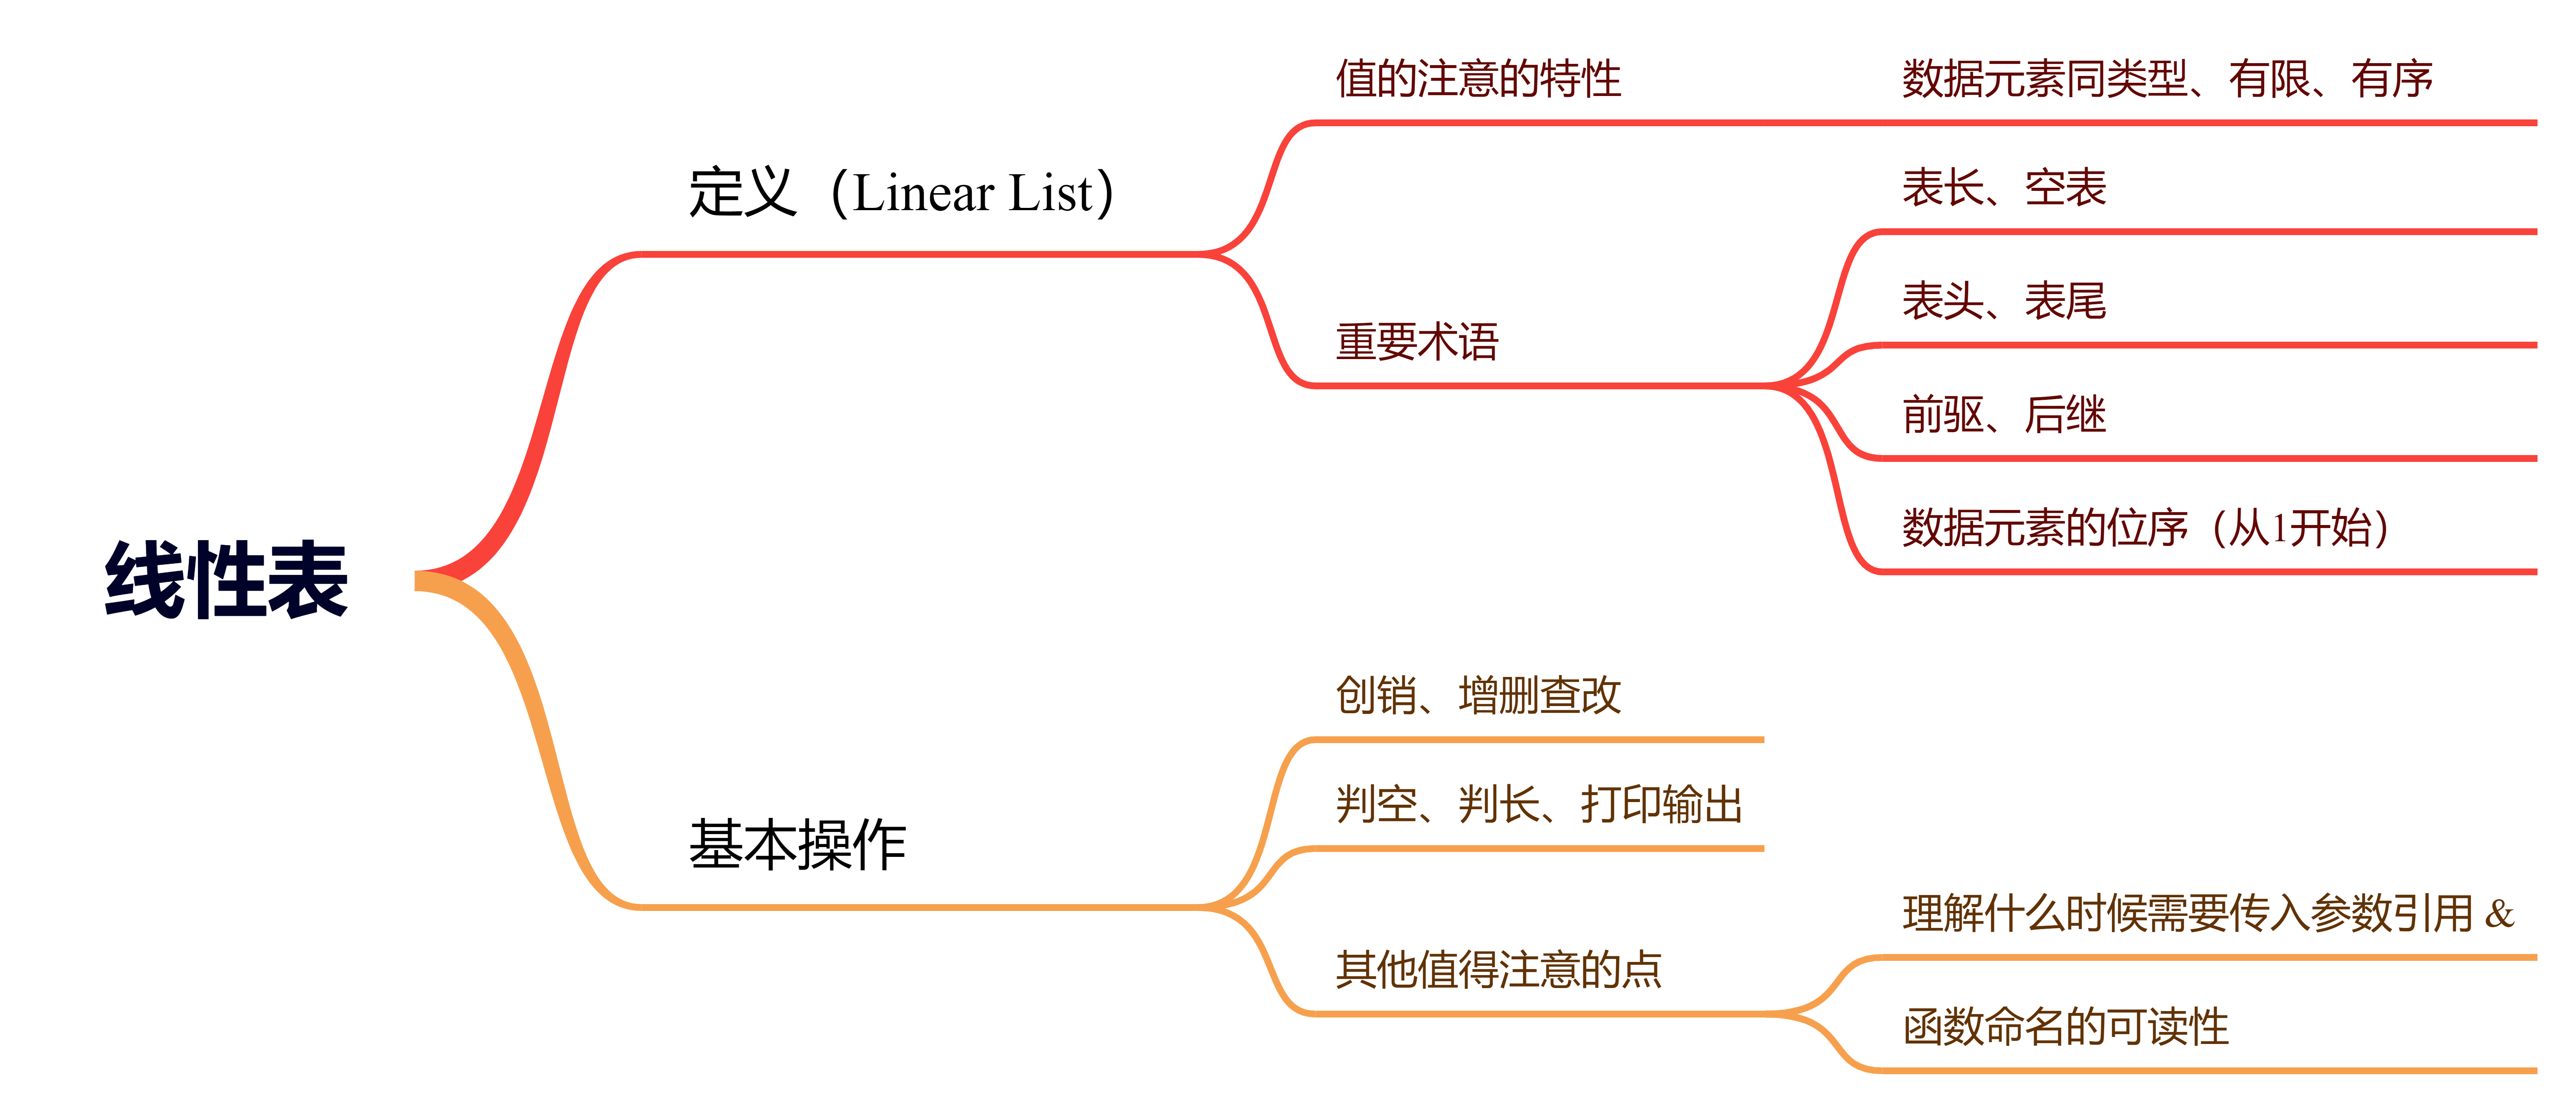 线性表
定义（Linear List）
值的注意的特性
数据元素同类型、有限、有序
重要术语
表长、空表
表头、表尾
前驱、后继
数据元素的位序（从1开始）
基本操作
创销、增删查改
判空、判长、打印输出
其他值得注意的点
理解什么时候需要传入参数引用 &
函数命名的可读性